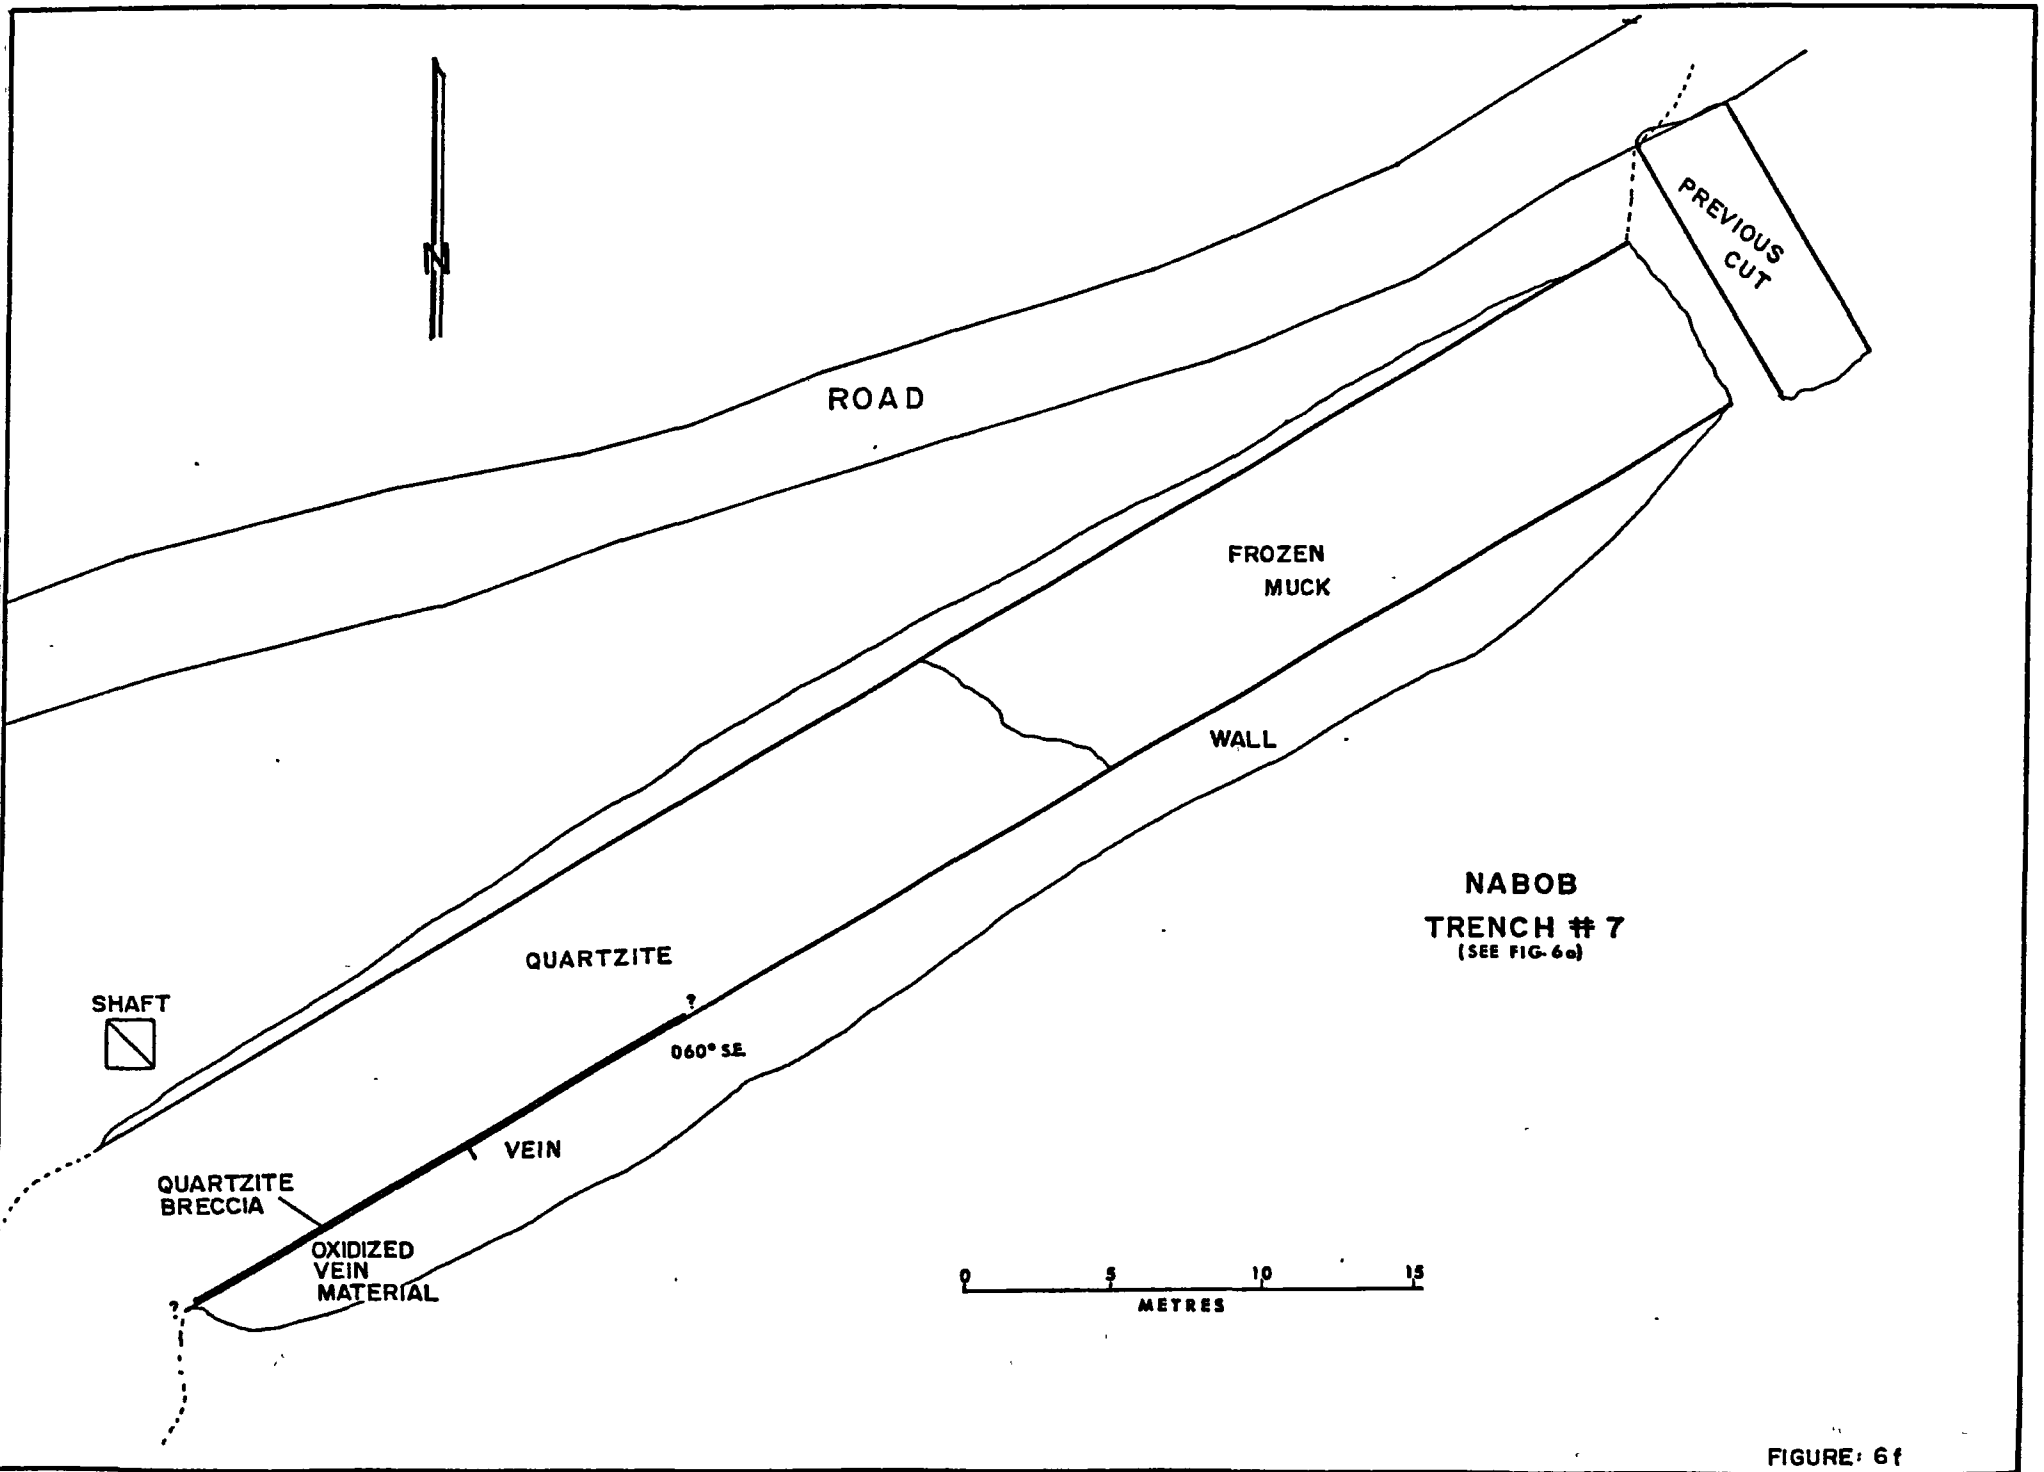 N
PREVIOUS
CUT
ROAD
FROZEN
MUCK
WALL
NABOB
TRENCH # 7
(SEE FIG. 6a)
QUARTZITE
SHAFT
?
060° S.E.
VEIN
QUARTZITE
BRECCIA
OXIDIZED
VEIN
MATERIAL
?
0 5 10 15
METRES
FIGURE: 6f